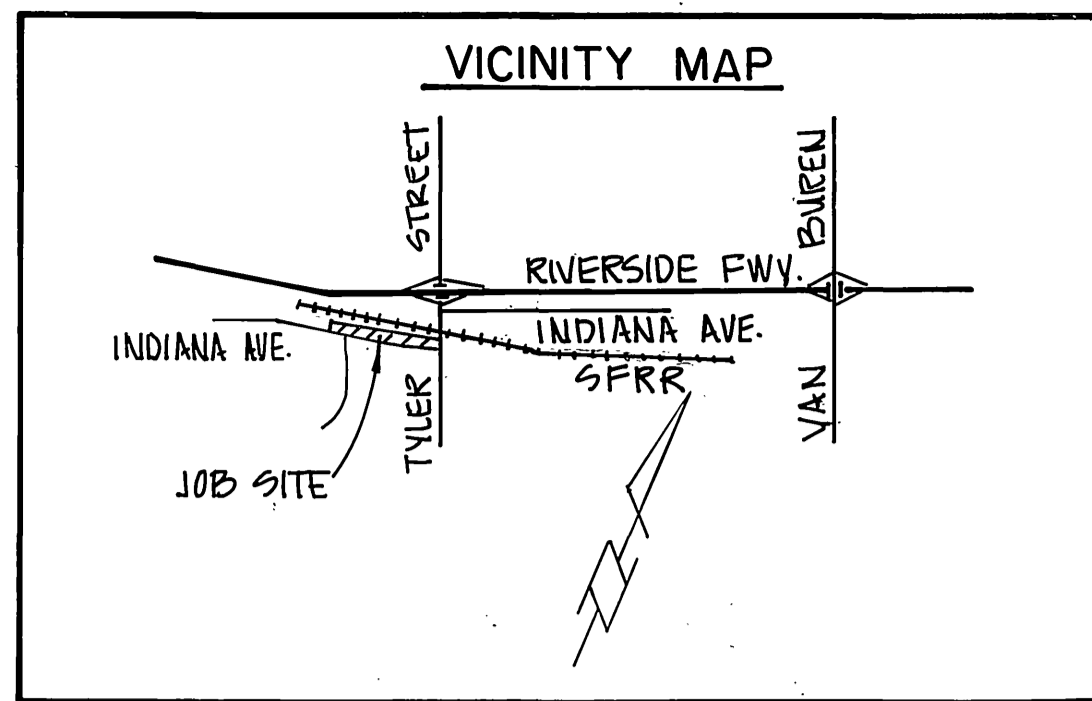 VICINITY MAP
TYLER STREET
VAN BUREN
RIVERSIDE FWY.
INDIANA AVE.
INDIANA AVE.
SFRR
JOB SITE